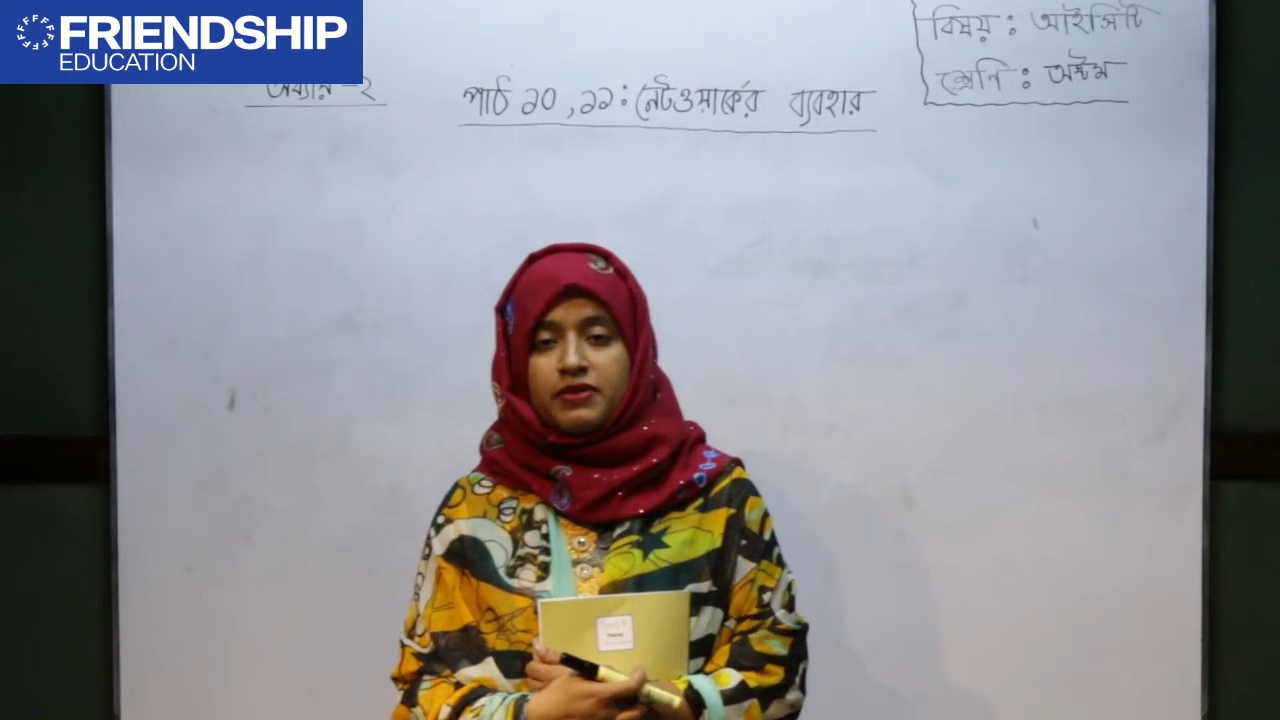 FRIENDSHIP
EDUCATION
অধ্যায় -২
পাঠ ১০, ১১: নেটওয়ার্কের ব্যবহার
বিষয় : আইসিটি
শ্রেণি : অষ্টম